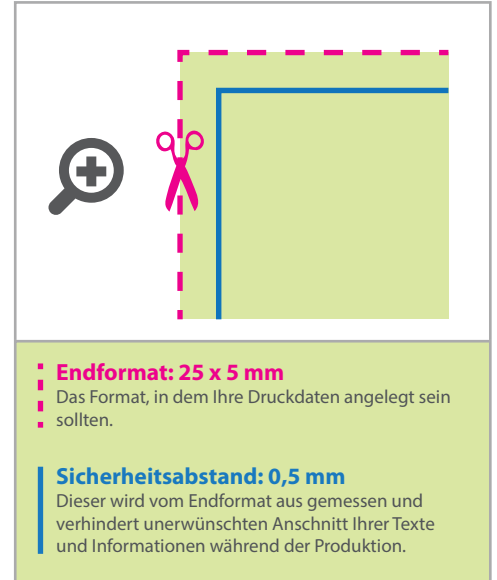 Endformat: 25 x 5 mm
Das Format, in dem Ihre Druckdaten angelegt sein
sollten.
Sicherheitsabstand: 0,5 mm
Dieser wird vom Endformat aus gemessen und
verhindert unerwünschten Anschnitt Ihrer Texte
und Informationen während der Produktion.